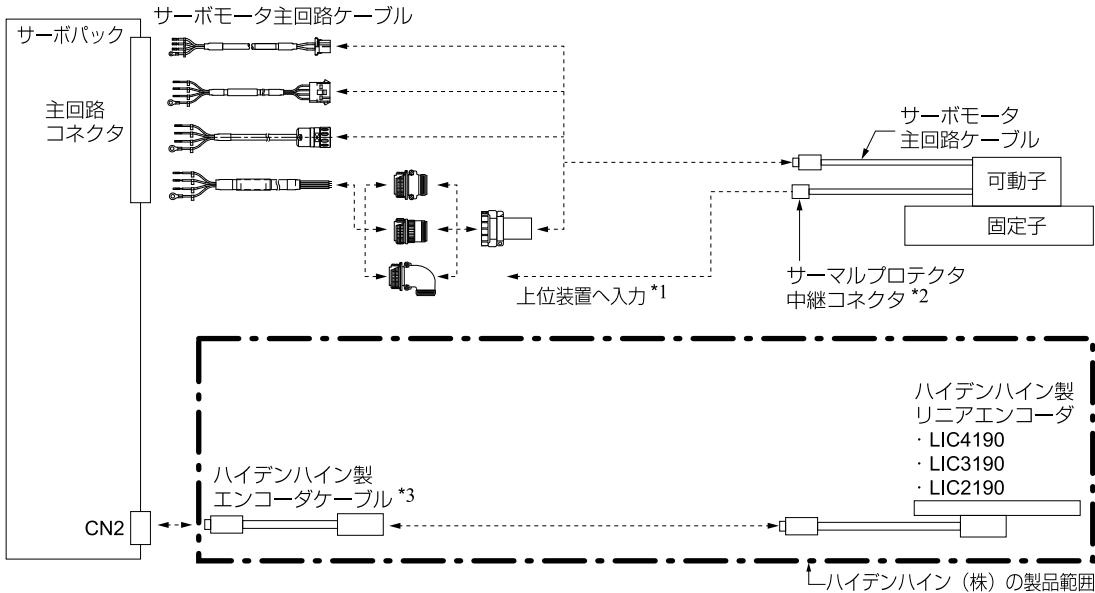 サーボモータ主回路ケーブル
サーボパック
主回路
コネクタ
サーボモータ
主回路ケーブル
可動子
固定子
サーマルプロテクタ
中継コネクタ *2
上位装置へ入力 *1
ハイデンハイン製
リニアエンコーダ
・LIC4190
・LIC3190
・LIC2190
ハイデンハイン製
エンコーダケーブル *3
CN2
ハイデンハイン（株）の製品範囲